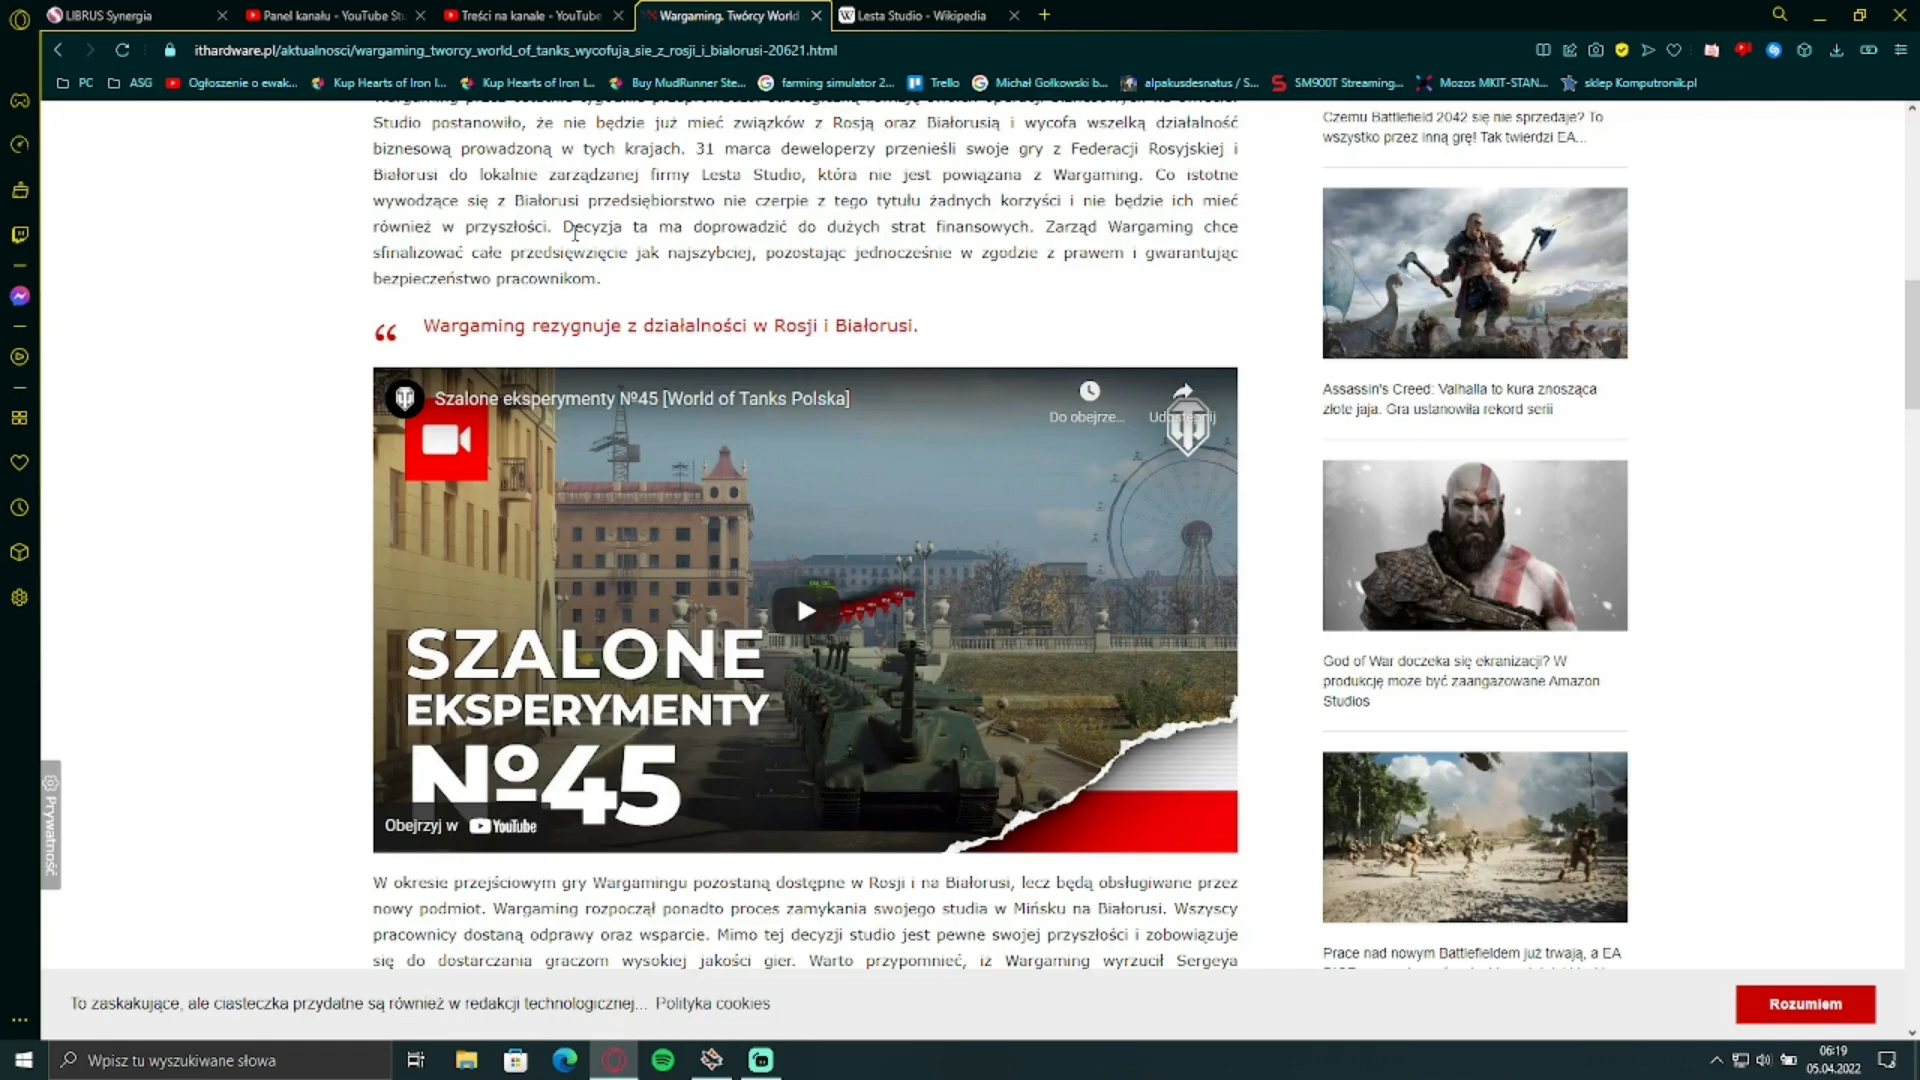 LIBRUS Synergia
Panel kanału - YouTube St
Treści na kanale - YouTube
Wargaming. Twórcy World
Lesta Studio - Wikipedia
ithardware.pl/aktualnosci/wargaming_tworcy_world_of_tanks_wycofuja_sie_z_rosji_i_bialorusi-20621.html
PC
ASG
Ogłoszenie o ewak...
Kup Hearts of Iron I...
Kup Hearts of Iron I...
Buy MudRunner Ste...
farming simulator 2...
Trello
Michał Gołkowski b...
alpakusdesnatus / S...
SM900T Streaming...
Mozos MKIT-STAN...
sklep Komputronik.pl
Studio postanowiło, że nie będzie już mieć związków z Rosją oraz Białorusią i wycofa wszelką działalność
biznesową prowadzoną w tych krajach. 31 marca deweloperzy przenieśli swoje gry z Federacji Rosyjskiej i
Białorusi do lokalnie zarządzanej firmy Lesta Studio, która nie jest powiązana z Wargaming. Co istotne
wywodzące się z Białorusi przedsiębiorstwo nie czerpie z tego tytułu żadnych korzyści i nie będzie ich mieć
również w przyszłości. Decyzja ta ma doprowadzić do dużych strat finansowych. Zarząd Wargaming chce
sfinalizować całe przedsięwzięcie jak najszybciej, pozostając jednocześnie w zgodzie z prawem i gwarantując
bezpieczeństwo pracownikom.
“ Wargaming rezygnuje z działalności w Rosji i Białorusi.
Szalone eksperymenty №45 [World of Tanks Polska]
Do obejrze...
Udostępnij
SZALONE
EKSPERYMENTY
№45
Obejrzyj w YouTube
W okresie przejściowym gry Wargamingu pozostaną dostępne w Rosji i na Białorusi, lecz będą obsługiwane przez
nowy podmiot. Wargaming rozpoczął ponadto proces zamykania swojego studia w Mińsku na Białorusi. Wszyscy
pracownicy dostaną odprawy oraz wsparcie. Mimo tej decyzji studio jest pewne swojej przyszłości i zobowiązuje
się do dostarczania graczom wysokiej jakości gier. Warto przypomnieć, iż Wargaming wyrzucił Sergeya
Czemu Battlefield 2042 się nie sprzedaje? To
wszystko przez inną grę! Tak twierdzi EA...
Assassin's Creed: Valhalla to kura znosząca
złote jaja. Gra ustanowiła rekord serii
God of War doczeka się ekranizacji? W
produkcję może być zaangażowane Amazon
Studios
Prace nad nowym Battlefieldem już trwają, a EA
Prywatność
To zaskakujące, ale ciasteczka przydatne są również w redakcji technologicznej... Polityka cookies
Rozumiem
Wpisz tu wyszukiwane słowa
06:19
05.04.2022